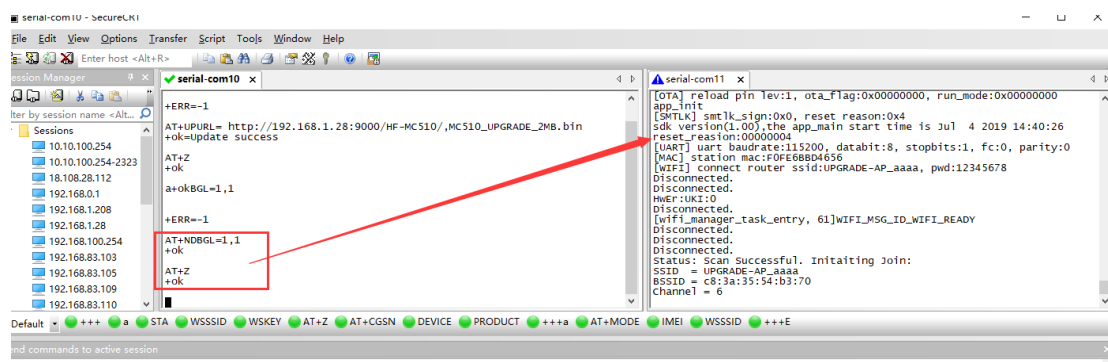 serial-com10 - SecureCRT
File Edit View Options Transfer Script Tools Window Help
Enter host <Alt+R>
Session Manager
serial-com10
serial-com11
lter by session name <Alt...
Sessions
10.10.100.254
10.10.100.254-2323
18.108.28.112
192.168.0.1
192.168.1.208
192.168.1.28
192.168.100.254
192.168.83.103
192.168.83.105
192.168.83.109
192.168.83.110
+ERR=-1
AT+UPURL= http://192.168.1.28:9000/HF-MC510/,MC510_UPGRADE_2MB.bin
+ok=Update success
AT+Z
+ok
a+okBGL=1,1
+ERR=-1
AT+NDBGL=1,1
+ok
AT+Z
+ok
[OTA] reload pin lev:1, ota_flag:0x00000000, run_mode:0x00000000
app_init
[SMTLK] smtlk_sign:0x0, reset reason:0x4
sdk version(1.00),the app_main start time is Jul 4 2019 14:40:26
reset_reasion:00000004
[UART] uart baudrate:115200, databit:8, stopbits:1, fc:0, parity:0
[MAC] station mac:F0FE6BBD4656
[WIFI] connect router ssid:UPGRADE-AP_aaaa, pwd:12345678
Disconnected.
Disconnected.
HwEr:UKI:0
Disconnected.
[wifi_manager_task_entry, 61]WIFI_MSG_ID_WIFI_READY
Disconnected.
Disconnected.
Disconnected.
Status: Scan Successful. Initaiting Join:
SSID = UPGRADE-AP_aaaa
BSSID = c8:3a:35:54:b3:70
Channel = 6
Default +++ a STA WSSSID WSKEY AT+Z AT+CGSN DEVICE PRODUCT +++a AT+MODE IMEI WSSSID +++E
end commands to active session